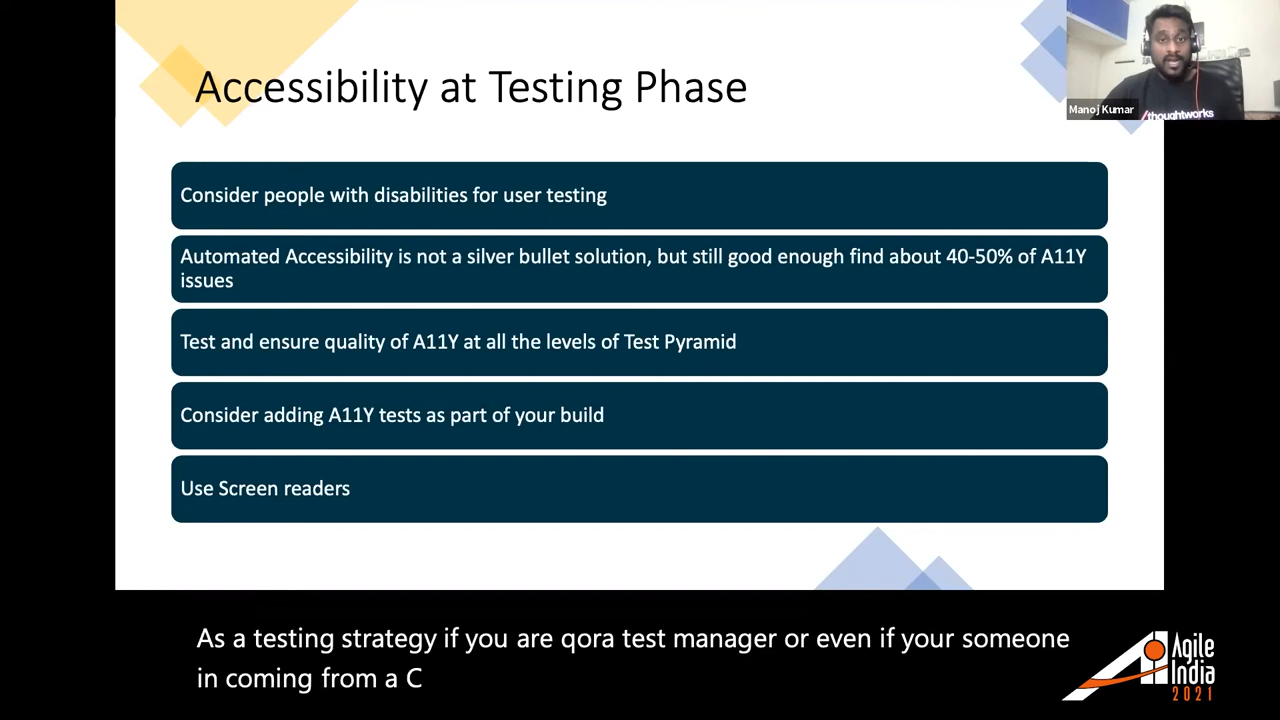 Accessibility at Testing Phase
Manoj Kumar
/thoughtworks
Consider people with disabilities for user testing
Automated Accessibility is not a silver bullet solution, but still good enough find about 40-50% of A11Y
issues
Test and ensure quality of A11Y at all the levels of Test Pyramid
Consider adding A11Y tests as part of your build
Use Screen readers
As a testing strategy if you are qora test manager or even if your someone
in coming from a C
Agile
India
2021